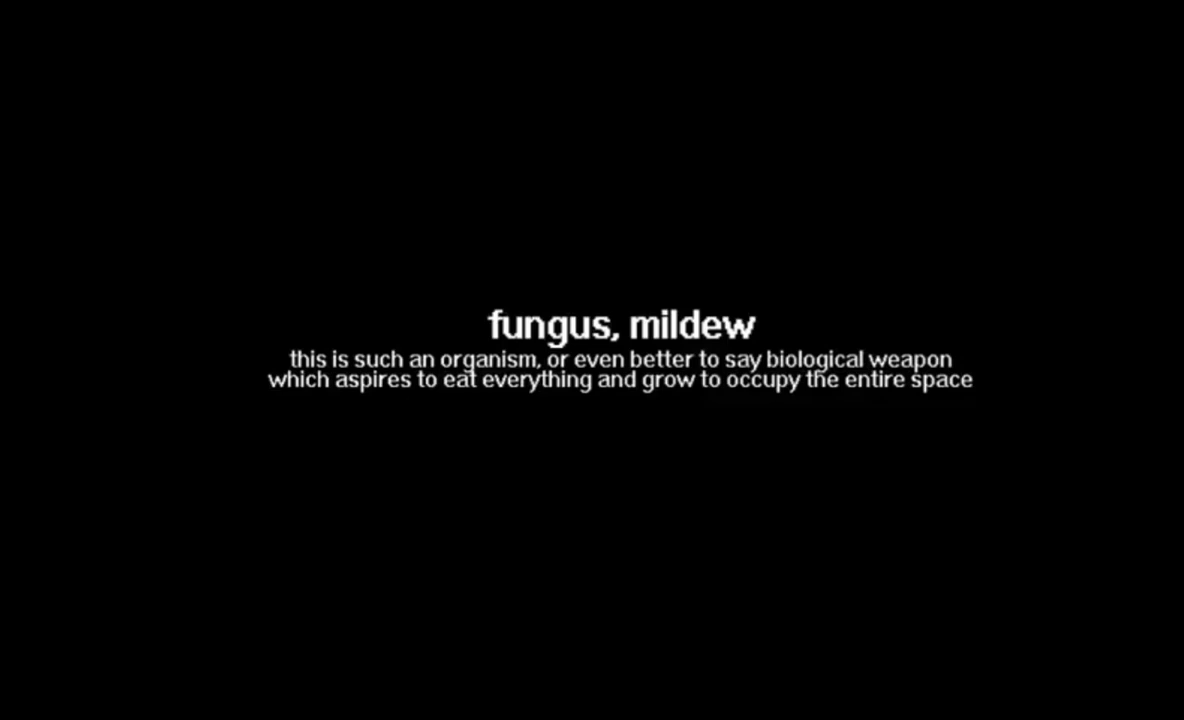 fungus, mildew
this is such an organism, or even better to say biological weapon
which aspires to eat everything and grow to occupy the entire space